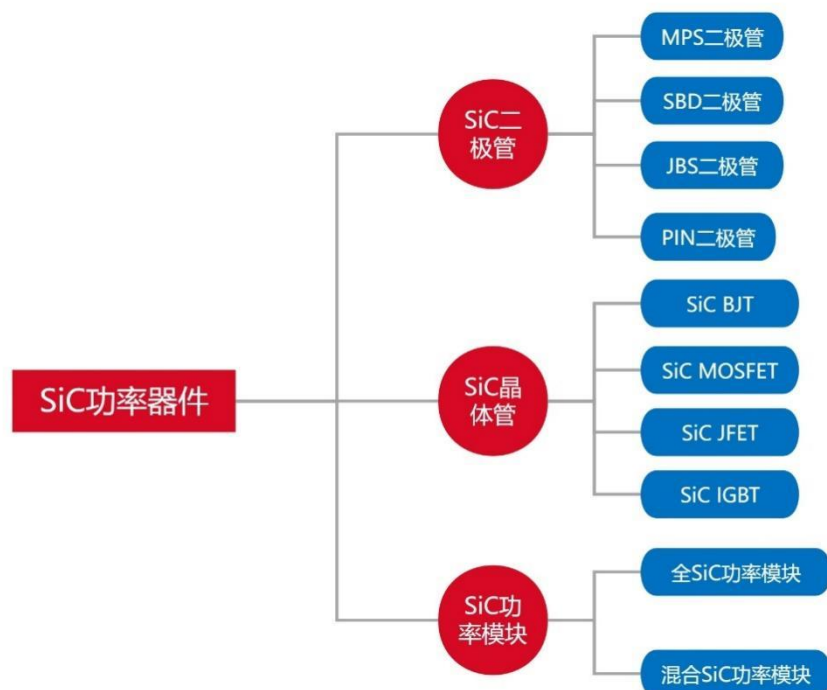 SiC功率器件
SiC二
极管
MPS二极管
SBD二极管
JBS二极管
PIN二极管
SiC晶
体管
SiC BJT
SiC MOSFET
SiC JFET
SiC IGBT
SiC功
率模块
全SiC功率模块
混合SiC功率模块